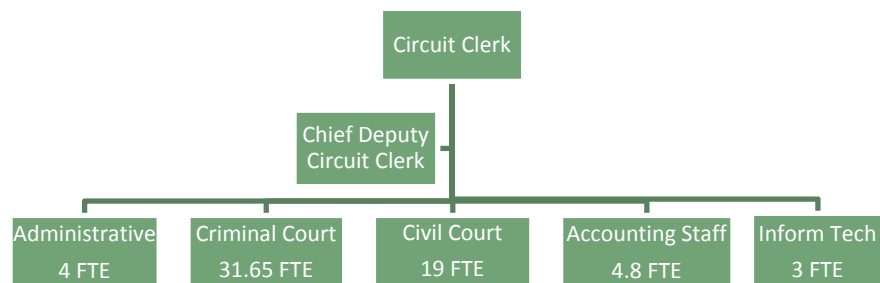 Circuit Clerk
Chief Deputy
Circuit Clerk
Administrative
4 FTE
Criminal Court
31.65 FTE
Civil Court
19 FTE
Accounting Staff
4.8 FTE
Inform Tech
3 FTE